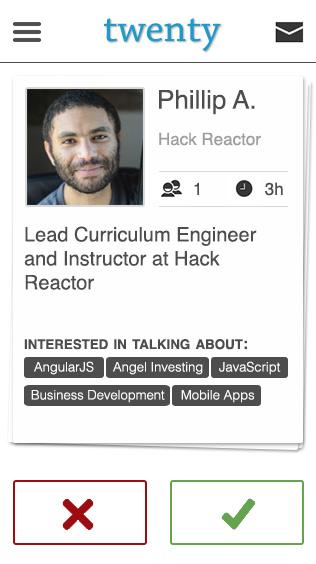 twenty
Phillip A.
Hack Reactor
1 3h
Lead Curriculum Engineer
and Instructor at Hack
Reactor
INTERESTED IN TALKING ABOUT:
AngularJS Angel Investing JavaScript
Business Development Mobile Apps